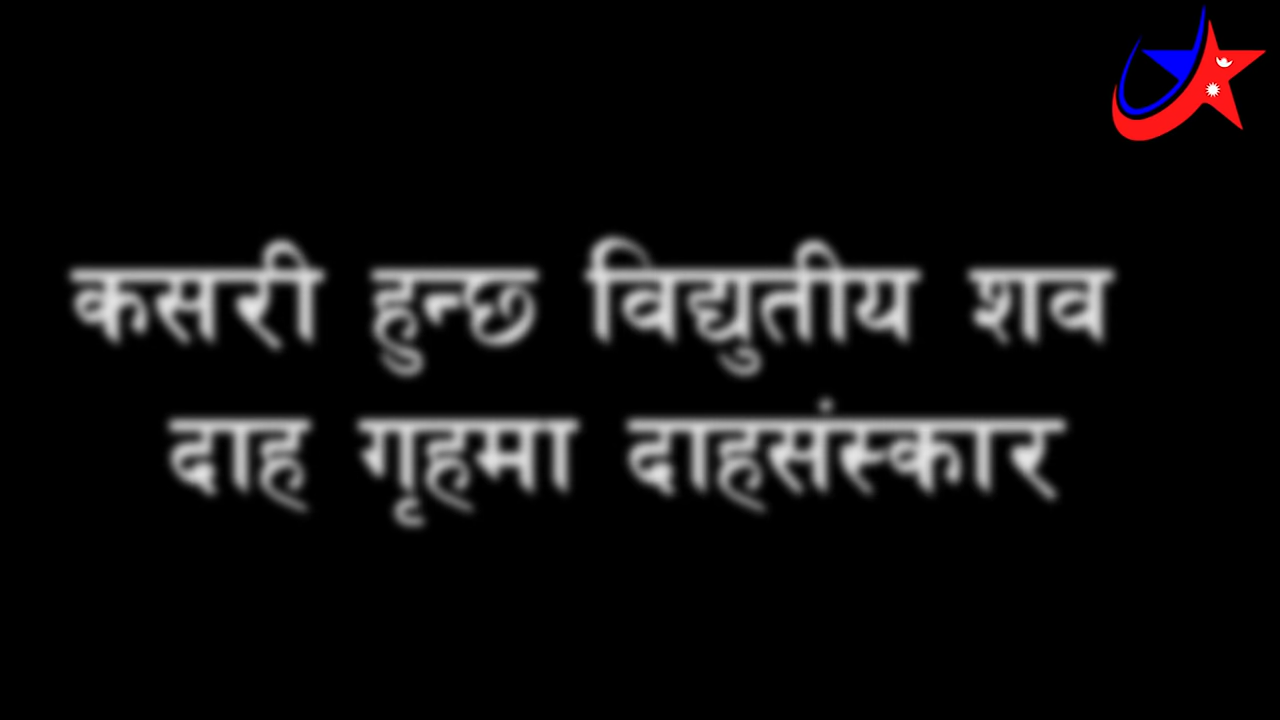 कसरी हुन्छ विद्युतीय शव
दाह गृहमा दाहसंस्कार